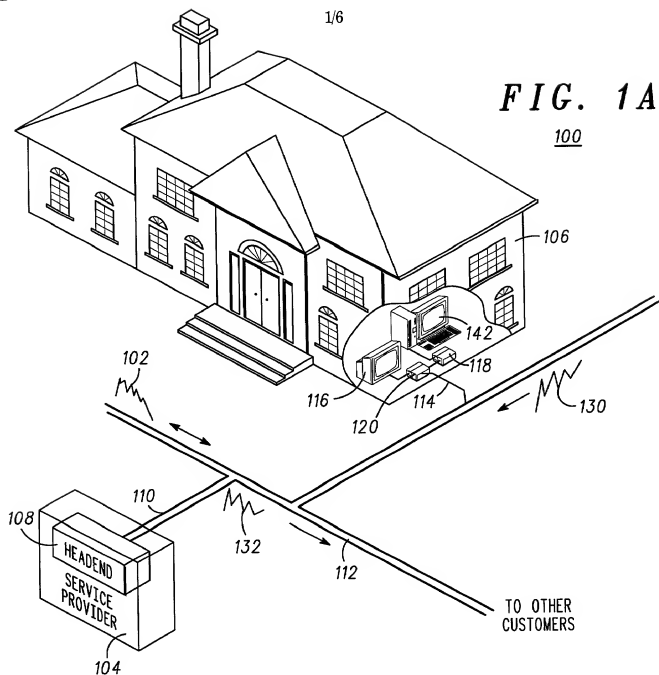 1/6
FIG. 1A
100
106
142
102
118
116
120
114
130
110
132
108
HEADEND
112
SERVICE
PROVIDER
TO OTHER
CUSTOMERS
104